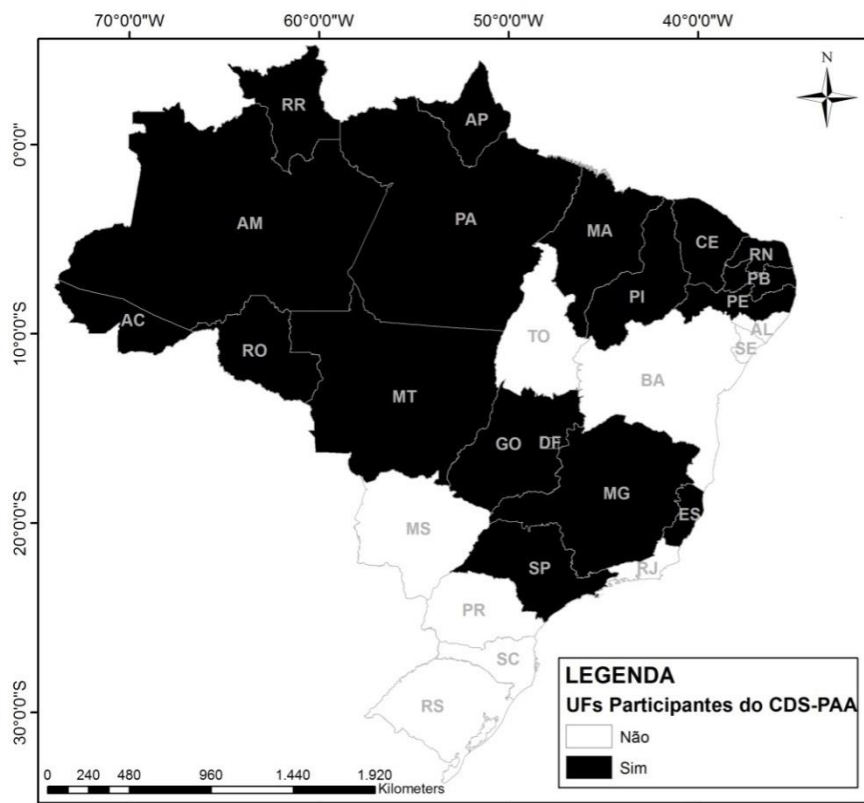 70°0'0"W 60°0'0"W 50°0'0"W 40°0'0"W
N
0°0'0"
10°0'0"S
20°0'0"S
30°0'0"S
RR
AP
AM
PA
MA
CE
RN
PB
PI
PE
AC
AL
TO
SE
RO
BA
MT
GO
DF
MG
ES
MS
SP
RJ
PR
SC
RS
LEGENDA
UFs Participantes do CDS-PAA
Não
Sim
0 240 480 960 1.440 1.920
Kilometers